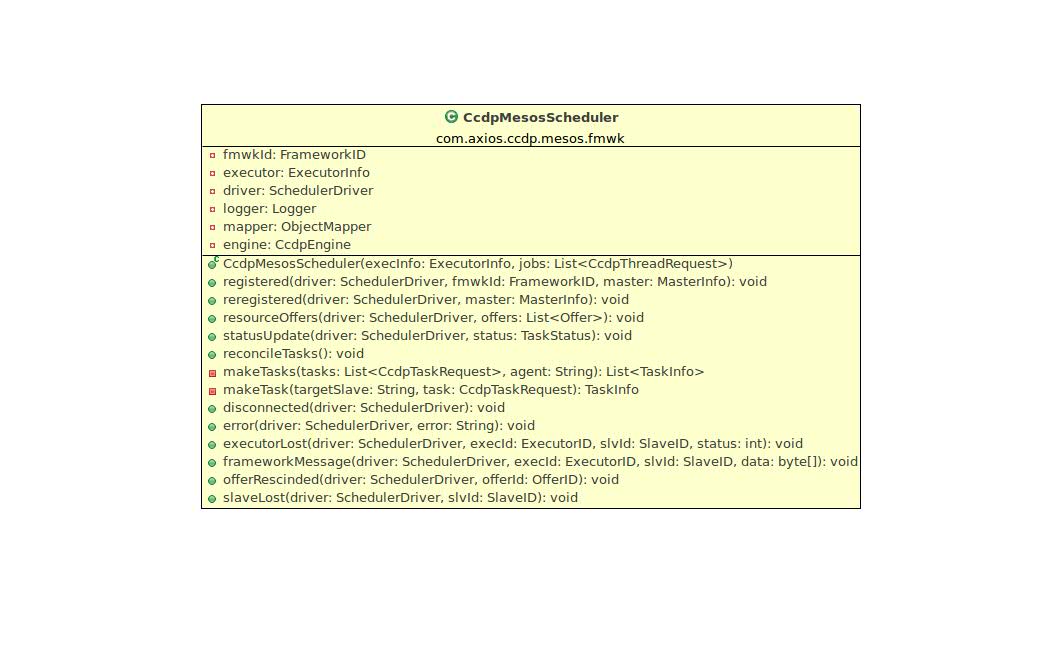 C CcdpMesosScheduler
com.axios.ccdp.mesos.fmwk
fmwkId: FrameworkID
executor: ExecutorInfo
driver: SchedulerDriver
logger: Logger
mapper: ObjectMapper
engine: CcdpEngine
C CcdpMesosScheduler(execInfo: ExecutorInfo, jobs: List<CcdpThreadRequest>)
registered(driver: SchedulerDriver, fmwkId: FrameworkID, master: MasterInfo): void
reregistered(driver: SchedulerDriver, master: MasterInfo): void
resourceOffers(driver: SchedulerDriver, offers: List<Offer>): void
statusUpdate(driver: SchedulerDriver, status: TaskStatus): void
reconcileTasks(): void
makeTasks(tasks: List<CcdpTaskRequest>, agent: String): List<TaskInfo>
makeTask(targetSlave: String, task: CcdpTaskRequest): TaskInfo
disconnected(driver: SchedulerDriver): void
error(driver: SchedulerDriver, error: String): void
executorLost(driver: SchedulerDriver, execId: ExecutorID, slvId: SlaveID, status: int): void
frameworkMessage(driver: SchedulerDriver, execId: ExecutorID, slvId: SlaveID, data: byte[]): void
offerRescinded(driver: SchedulerDriver, offerId: OfferID): void
slaveLost(driver: SchedulerDriver, slvId: SlaveID): void